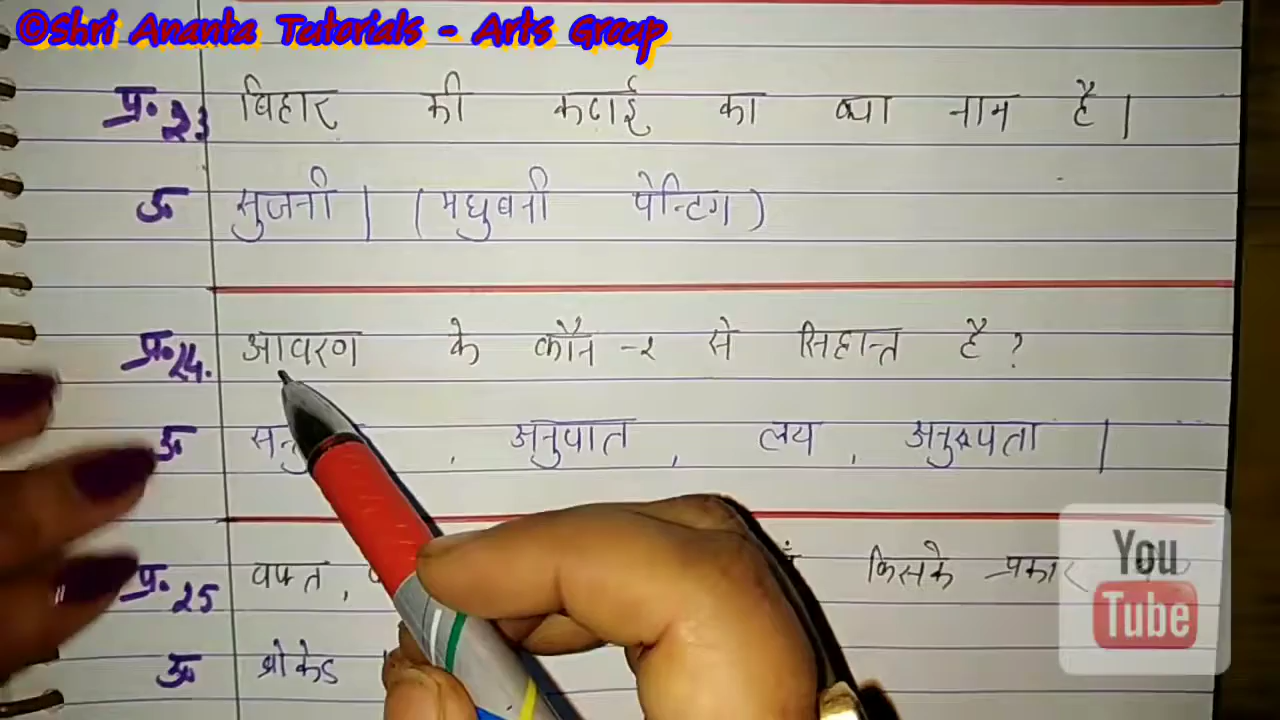 ©Shri Ananta Tutorials - Arts Group
प्र.23 बिहार की कढाई का क्या नाम है।
उ सुजनी। (मधुबनी पेन्टिग)
प्र.24. आवरण के कौन-२ से सिद्दान्त है?
उ , अनुपात, लय, अनुरूपता।
प्र.25 वफ्त, किसके प्रकार
उ ब्रोकेड
You
Tube